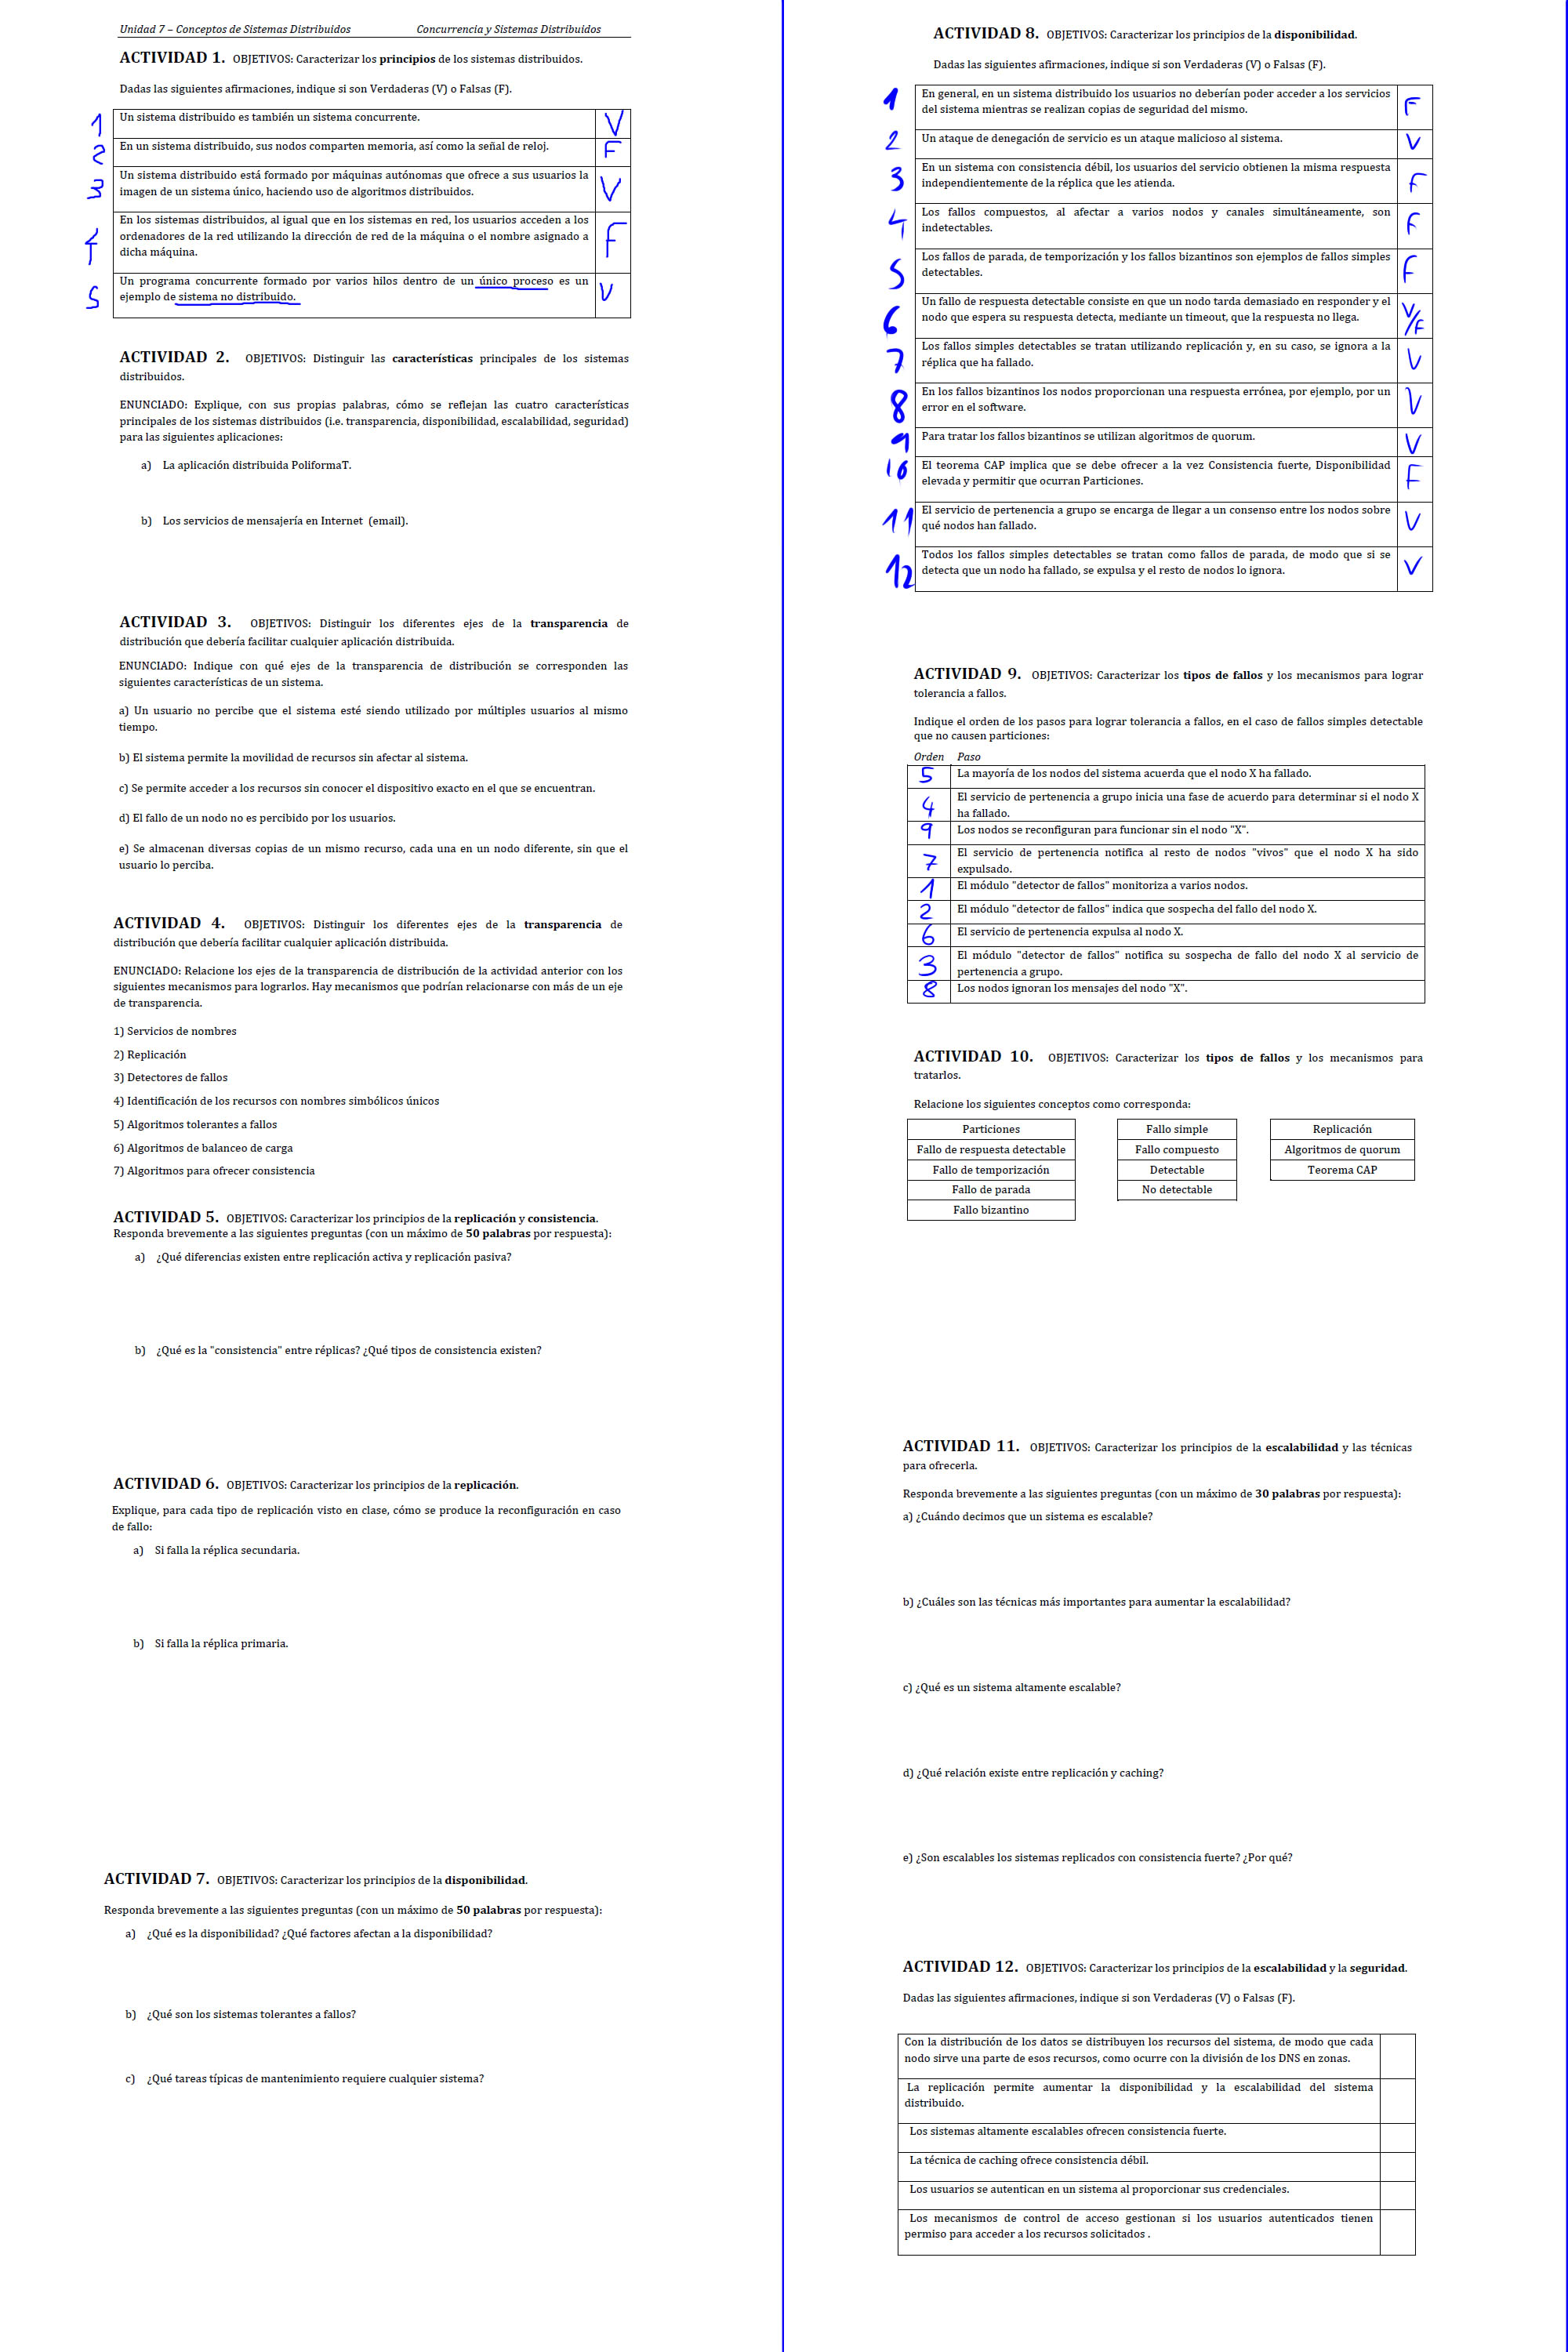 Unidad 7 – Conceptos de Sistemas Distribuidos Concurrencia y Sistemas Distribuidos
ACTIVIDAD 1. OBJETIVOS: Caracterizar los principios de los sistemas distribuidos.
Dadas las siguientes afirmaciones, indique si son Verdaderas (V) o Falsas (F).
1 Un sistema distribuido es también un sistema concurrente. V
2 En un sistema distribuido, sus nodos comparten memoria, así como la señal de reloj. F
3 Un sistema distribuido está formado por máquinas autónomas que ofrece a sus usuarios la V
imagen de un sistema único, haciendo uso de algoritmos distribuidos.
En los sistemas distribuidos, al igual que en los sistemas en red, los usuarios acceden a los
4 ordenadores de la red utilizando la dirección de red de la máquina o el nombre asignado a F
dicha máquina.
5 Un programa concurrente formado por varios hilos dentro de un único proceso es un V
ejemplo de sistema no distribuido.
ACTIVIDAD 2. OBJETIVOS: Distinguir las características principales de los sistemas
distribuidos.
ENUNCIADO: Explique, con sus propias palabras, cómo se reflejan las cuatro características
principales de los sistemas distribuidos (i.e. transparencia, disponibilidad, escalabilidad, seguridad)
para las siguientes aplicaciones:
a) La aplicación distribuida PoliformaT.
b) Los servicios de mensajería en Internet (email).
ACTIVIDAD 3. OBJETIVOS: Distinguir los diferentes ejes de la transparencia de
distribución que debería facilitar cualquier aplicación distribuida.
ENUNCIADO: Indique con qué ejes de la transparencia de distribución se corresponden las
siguientes características de un sistema.
a) Un usuario no percibe que el sistema esté siendo utilizado por múltiples usuarios al mismo
tiempo.
b) El sistema permite la movilidad de recursos sin afectar al sistema.
c) Se permite acceder a los recursos sin conocer el dispositivo exacto en el que se encuentran.
d) El fallo de un nodo no es percibido por los usuarios.
e) Se almacenan diversas copias de un mismo recurso, cada una en un nodo diferente, sin que el
usuario lo perciba.
ACTIVIDAD 4. OBJETIVOS: Distinguir los diferentes ejes de la transparencia de
distribución que debería facilitar cualquier aplicación distribuida.
ENUNCIADO: Relacione los ejes de la transparencia de distribución de la actividad anterior con los
siguientes mecanismos para lograrlos. Hay mecanismos que podrían relacionarse con más de un eje
de transparencia.
1) Servicios de nombres
2) Replicación
3) Detectores de fallos
4) Identificación de los recursos con nombres simbólicos únicos
5) Algoritmos tolerantes a fallos
6) Algoritmos de balanceo de carga
7) Algoritmos para ofrecer consistencia
ACTIVIDAD 5. OBJETIVOS: Caracterizar los principios de la replicación y consistencia.
Responda brevemente a las siguientes preguntas (con un máximo de 50 palabras por respuesta):
a) ¿Qué diferencias existen entre replicación activa y replicación pasiva?
b) ¿Qué es la "consistencia" entre réplicas? ¿Qué tipos de consistencia existen?
ACTIVIDAD 6. OBJETIVOS: Caracterizar los principios de la replicación.
Explique, para cada tipo de replicación visto en clase, cómo se produce la reconfiguración en caso
de fallo:
a) Si falla la réplica secundaria.
b) Si falla la réplica primaria.
ACTIVIDAD 7. OBJETIVOS: Caracterizar los principios de la disponibilidad.
Responda brevemente a las siguientes preguntas (con un máximo de 50 palabras por respuesta):
a) ¿Qué es la disponibilidad? ¿Qué factores afectan a la disponibilidad?
b) ¿Qué son los sistemas tolerantes a fallos?
c) ¿Qué tareas típicas de mantenimiento requiere cualquier sistema?
ACTIVIDAD 8. OBJETIVOS: Caracterizar los principios de la disponibilidad.
Dadas las siguientes afirmaciones, indique si son Verdaderas (V) o Falsas (F).
1 En general, en un sistema distribuido los usuarios no deberían poder acceder a los servicios F
del sistema mientras se realizan copias de seguridad del mismo.
2 Un ataque de denegación de servicio es un ataque malicioso al sistema. V
3 En un sistema con consistencia débil, los usuarios del servicio obtienen la misma respuesta F
independientemente de la réplica que les atienda.
4 Los fallos compuestos, al afectar a varios nodos y canales simultáneamente, son F
indetectables.
5 Los fallos de parada, de temporización y los fallos bizantinos son ejemplos de fallos simples F
detectables.
6 Un fallo de respuesta detectable consiste en que un nodo tarda demasiado en responder y el V/F
nodo que espera su respuesta detecta, mediante un timeout, que la respuesta no llega.
7 Los fallos simples detectables se tratan utilizando replicación y, en su caso, se ignora a la V
réplica que ha fallado.
8 En los fallos bizantinos los nodos proporcionan una respuesta errónea, por ejemplo, por un V
error en el software.
9 Para tratar los fallos bizantinos se utilizan algoritmos de quorum. V
10 El teorema CAP implica que se debe ofrecer a la vez Consistencia fuerte, Disponibilidad F
elevada y permitir que ocurran Particiones.
11 El servicio de pertenencia a grupo se encarga de llegar a un consenso entre los nodos sobre V
qué nodos han fallado.
12 Todos los fallos simples detectables se tratan como fallos de parada, de modo que si se V
detecta que un nodo ha fallado, se expulsa y el resto de nodos lo ignora.
ACTIVIDAD 9. OBJETIVOS: Caracterizar los tipos de fallos y los mecanismos para lograr
tolerancia a fallos.
Indique el orden de los pasos para lograr tolerancia a fallos, en el caso de fallos simples detectable
que no causen particiones:
Orden Paso
5 La mayoría de los nodos del sistema acuerda que el nodo X ha fallado.
4 El servicio de pertenencia a grupo inicia una fase de acuerdo para determinar si el nodo X
ha fallado.
9 Los nodos se reconfiguran para funcionar sin el nodo "X".
7 El servicio de pertenencia notifica al resto de nodos "vivos" que el nodo X ha sido
expulsado.
1 El módulo "detector de fallos" monitoriza a varios nodos.
2 El módulo "detector de fallos" indica que sospecha del fallo del nodo X.
6 El servicio de pertenencia expulsa al nodo X.
3 El módulo "detector de fallos" notifica su sospecha de fallo del nodo X al servicio de
pertenencia a grupo.
8 Los nodos ignoran los mensajes del nodo "X".
ACTIVIDAD 10. OBJETIVOS: Caracterizar los tipos de fallos y los mecanismos para
tratarlos.
Relacione los siguientes conceptos como corresponda:
Particiones Fallo simple Replicación
Fallo de respuesta detectable Fallo compuesto Algoritmos de quorum
Fallo de temporización Detectable Teorema CAP
Fallo de parada No detectable
Fallo bizantino
ACTIVIDAD 11. OBJETIVOS: Caracterizar los principios de la escalabilidad y las técnicas
para ofrecerla.
Responda brevemente a las siguientes preguntas (con un máximo de 30 palabras por respuesta):
a) ¿Cuándo decimos que un sistema es escalable?
b) ¿Cuáles son las técnicas más importantes para aumentar la escalabilidad?
c) ¿Qué es un sistema altamente escalable?
d) ¿Qué relación existe entre replicación y caching?
e) ¿Son escalables los sistemas replicados con consistencia fuerte? ¿Por qué?
ACTIVIDAD 12. OBJETIVOS: Caracterizar los principios de la escalabilidad y la seguridad.
Dadas las siguientes afirmaciones, indique si son Verdaderas (V) o Falsas (F).
Con la distribución de los datos se distribuyen los recursos del sistema, de modo que cada
nodo sirve una parte de esos recursos, como ocurre con la división de los DNS en zonas.
La replicación permite aumentar la disponibilidad y la escalabilidad del sistema
distribuido.
Los sistemas altamente escalables ofrecen consistencia fuerte.
La técnica de caching ofrece consistencia débil.
Los usuarios se autentican en un sistema al proporcionar sus credenciales.
Los mecanismos de control de acceso gestionan si los usuarios autenticados tienen
permiso para acceder a los recursos solicitados .